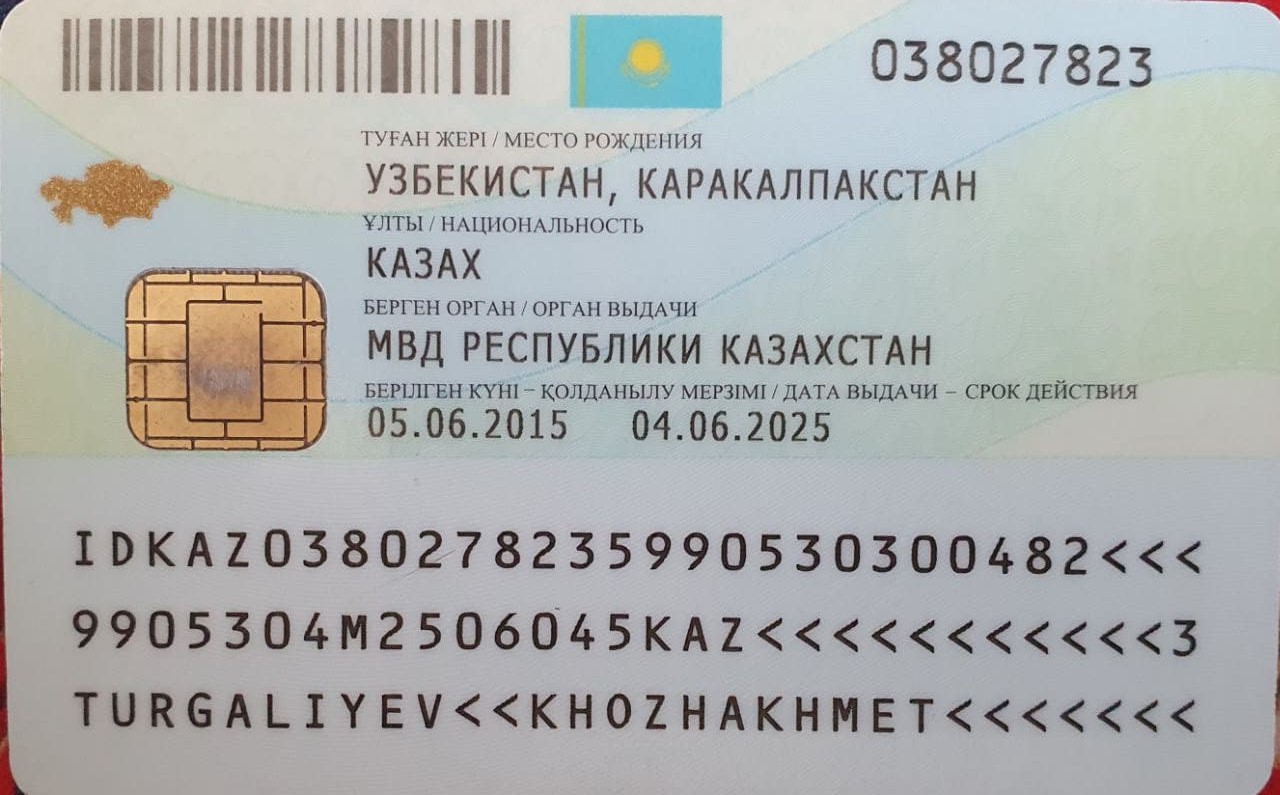 038027823
ТУҒАН ЖЕРІ / МЕСТО РОЖДЕНИЯ
УЗБЕКИСТАН, КАРАКАЛПАКСТАН
ҰЛТЫ / НАЦИОНАЛЬНОСТЬ
КАЗАХ
БЕРГЕН ОРГАН / ОРГАН ВЫДАЧИ
МВД РЕСПУБЛИКИ КАЗАХСТАН
БЕРІЛГЕН КҮНІ – ҚОЛДАНЫЛУ МЕРЗІМІ / ДАТА ВЫДАЧИ – СРОК ДЕЙСТВИЯ
05.06.2015 04.06.2025
IDKAZ0380278235990530300482<<<
9905304M2506045KAZ<<<<<<<<<<<3
TURGALIYEV<<KHOZHAKHMET<<<<<<<